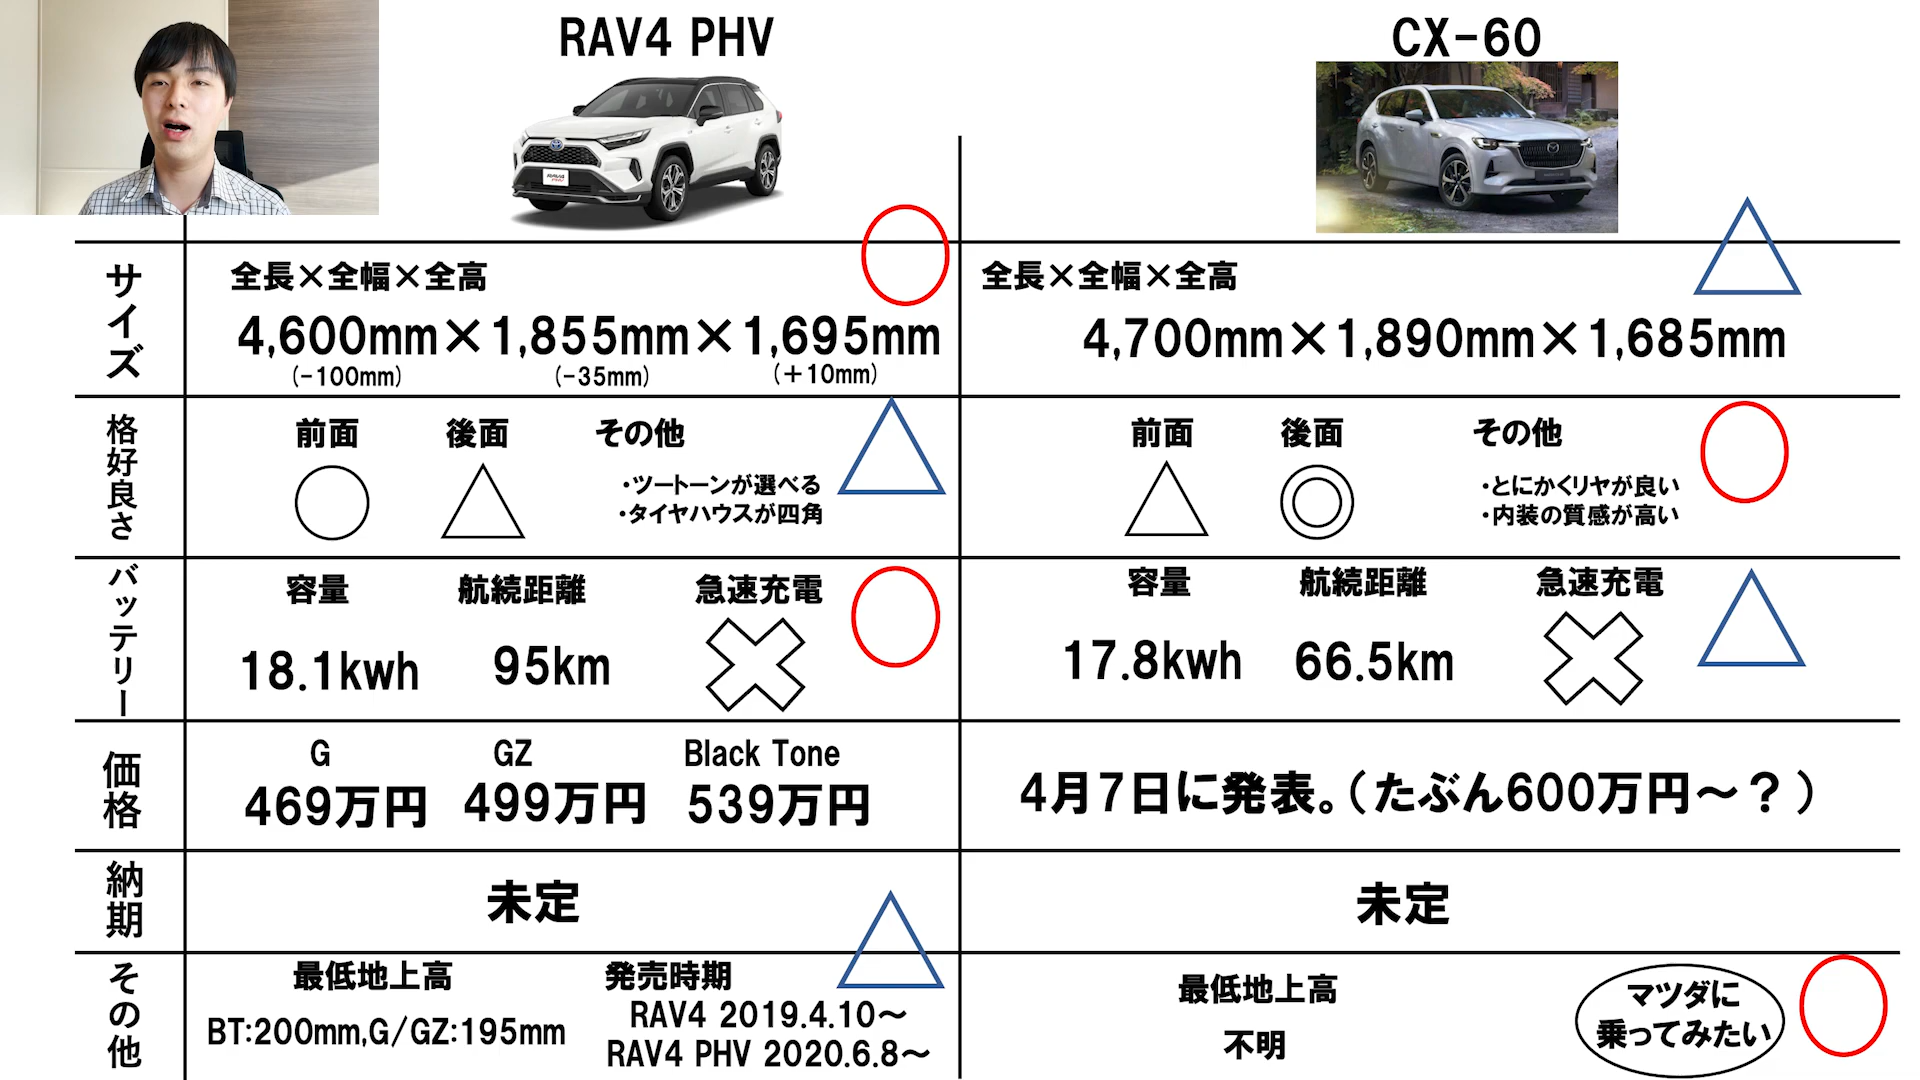 RAV4 PHV
CX-60
サイズ
全長×全幅×全高
4,600mm×1,855mm×1,695mm
(-100mm) (-35mm) (+10mm)
全長×全幅×全高
4,700mm×1,890mm×1,685mm
格好良さ
前面 後面 その他
・ツートーンが選べる
・タイヤハウスが四角
前面 後面 その他
・とにかくリヤが良い
・内装の質感が高い
バッテリー
容量 航続距離 急速充電
18.1kwh 95km
容量 航続距離 急速充電
17.8kwh 66.5km
価格
G GZ Black Tone
469万円 499万円 539万円
4月7日に発表。(たぶん600万円～？)
納期
未定
未定
その他
最低地上高
BT:200mm,G/GZ:195mm
発売時期
RAV4 2019.4.10～
RAV4 PHV 2020.6.8～
最低地上高
不明
マツダに
乗ってみたい